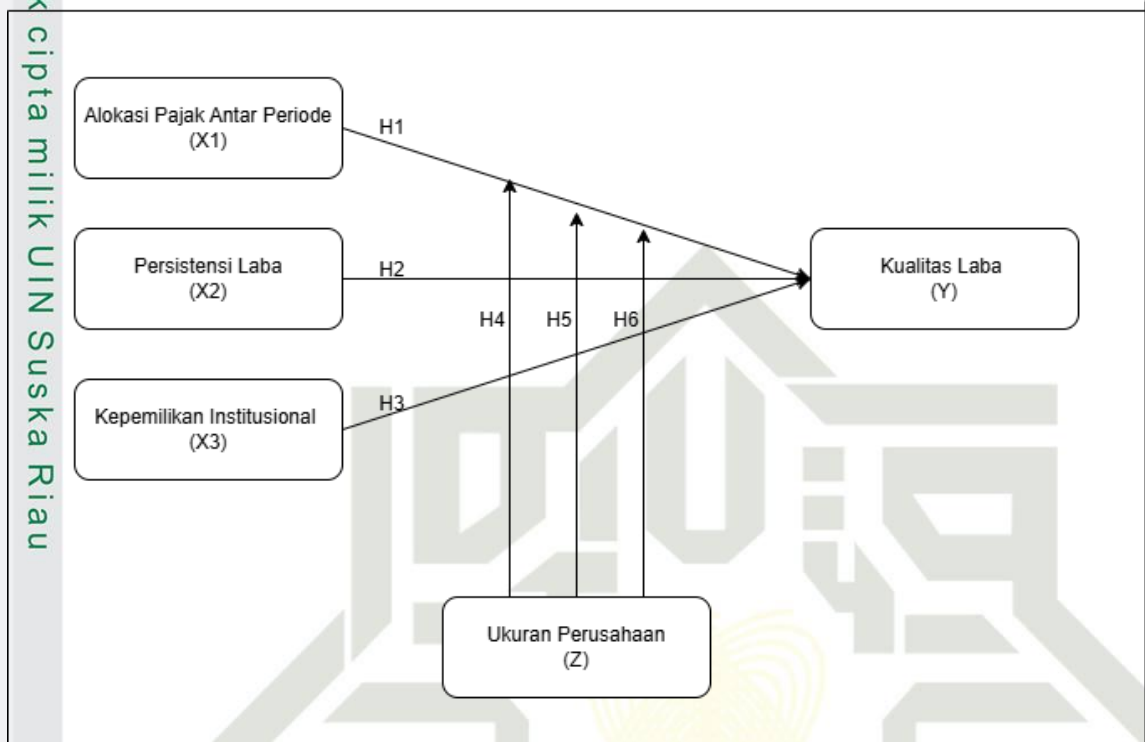 k cipta milik UIN Suska Riau
Alokasi Pajak Antar Periode
(X1)
H1
Persistensi Laba
(X2)
H2
Kualitas Laba
(Y)
H4
H5
H6
Kepemilikan Institusional
(X3)
H3
Ukuran Perusahaan
(Z)